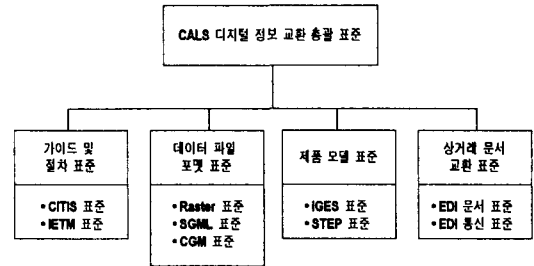 CALS 디지털 정보 교환 총괄 표준
가이드 및
절차 표준
• CITIS 표준
• IETM 표준
데이터 파일
포맷 표준
• Raster 표준
• SGML 표준
• CGM 표준
제품 모델 표준
• IGES 표준
• STEP 표준
상거래 문서
교환 표준
• EDI 문서 표준
• EDI 통신 표준